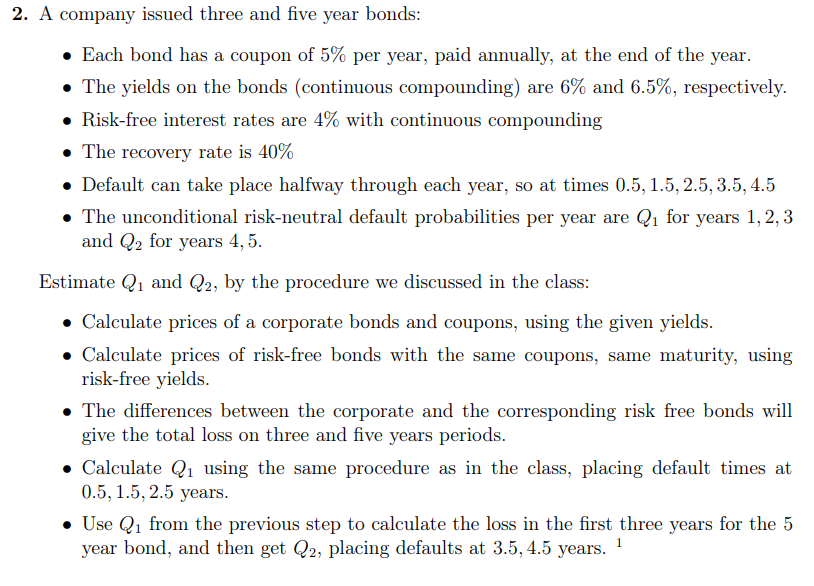 2. A company issued three and five year bonds:
• Each bond has a coupon of 5% per year, paid annually, at the end of the year.
• The yields on the bonds (continuous compounding) are 6% and 6.5%, respectively.
• Risk-free interest rates are 4% with continuous compounding
• The recovery rate is 40%
• Default can take place halfway through each year, so at times 0.5, 1.5, 2.5, 3.5, 4.5
• The unconditional risk-neutral default probabilities per year are Q₁ for years 1, 2, 3
and Q₂ for years 4, 5.
Estimate Q₁ and Q₂, by the procedure we discussed in the class:
• Calculate prices of a corporate bonds and coupons, using the given yields.
• Calculate prices of risk-free bonds with the same coupons, same maturity, using
risk-free yields.
• The differences between the corporate and the corresponding risk free bonds will
give the total loss on three and five years periods.
• Calculate Q₁ using the same procedure as in the class, placing default times at
0.5, 1.5, 2.5 years.
• Use Q₁ from the previous step to calculate the loss in the first three years for the 5
year bond, and then get Q₂, placing defaults at 3.5, 4.5 years. ¹